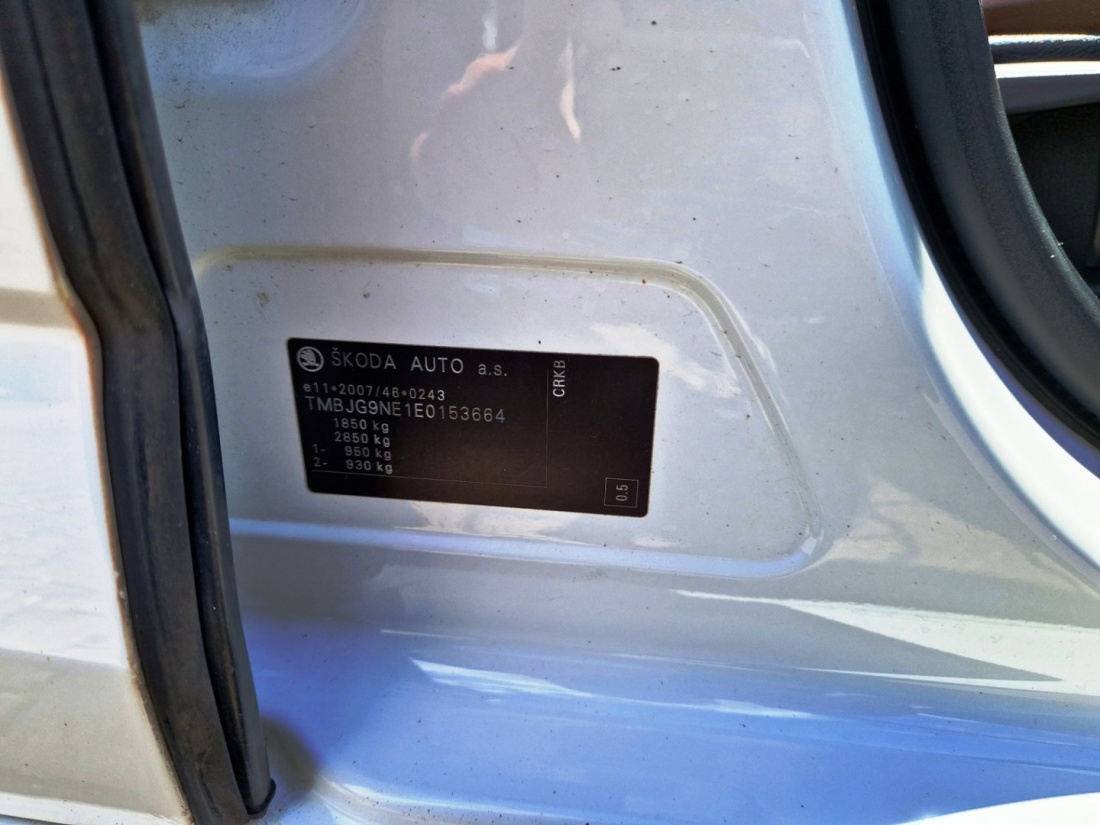 ŠKODA AUTO a.s.
e11*2007/46*0243
TMBJG9NE1E0153664
1850 kg
2850 kg
1- 950 kg
2- 930 kg
CRKB
0.5